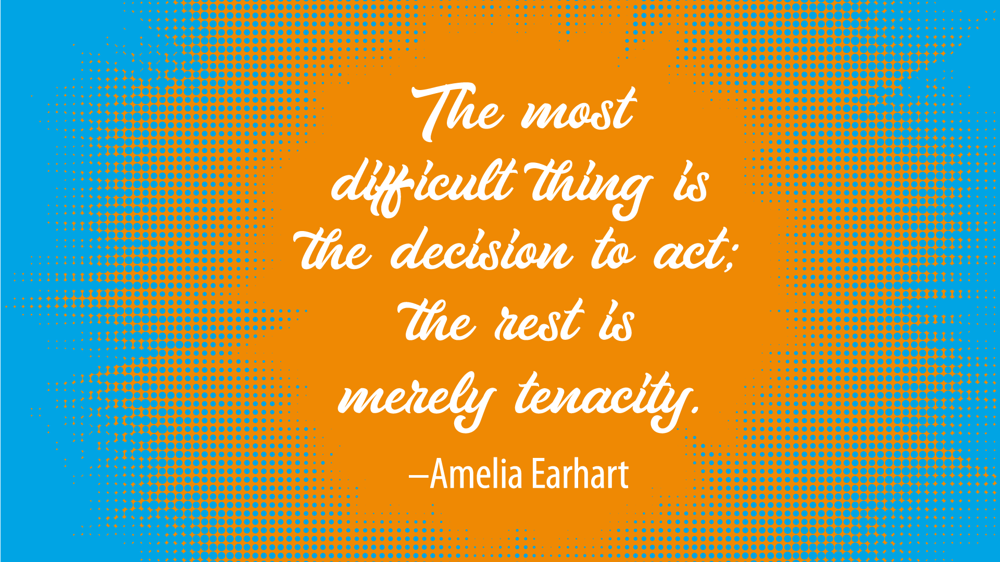 The most
difficult thing is
the decision to act;
the rest is
merely tenacity.
–Amelia Earhart